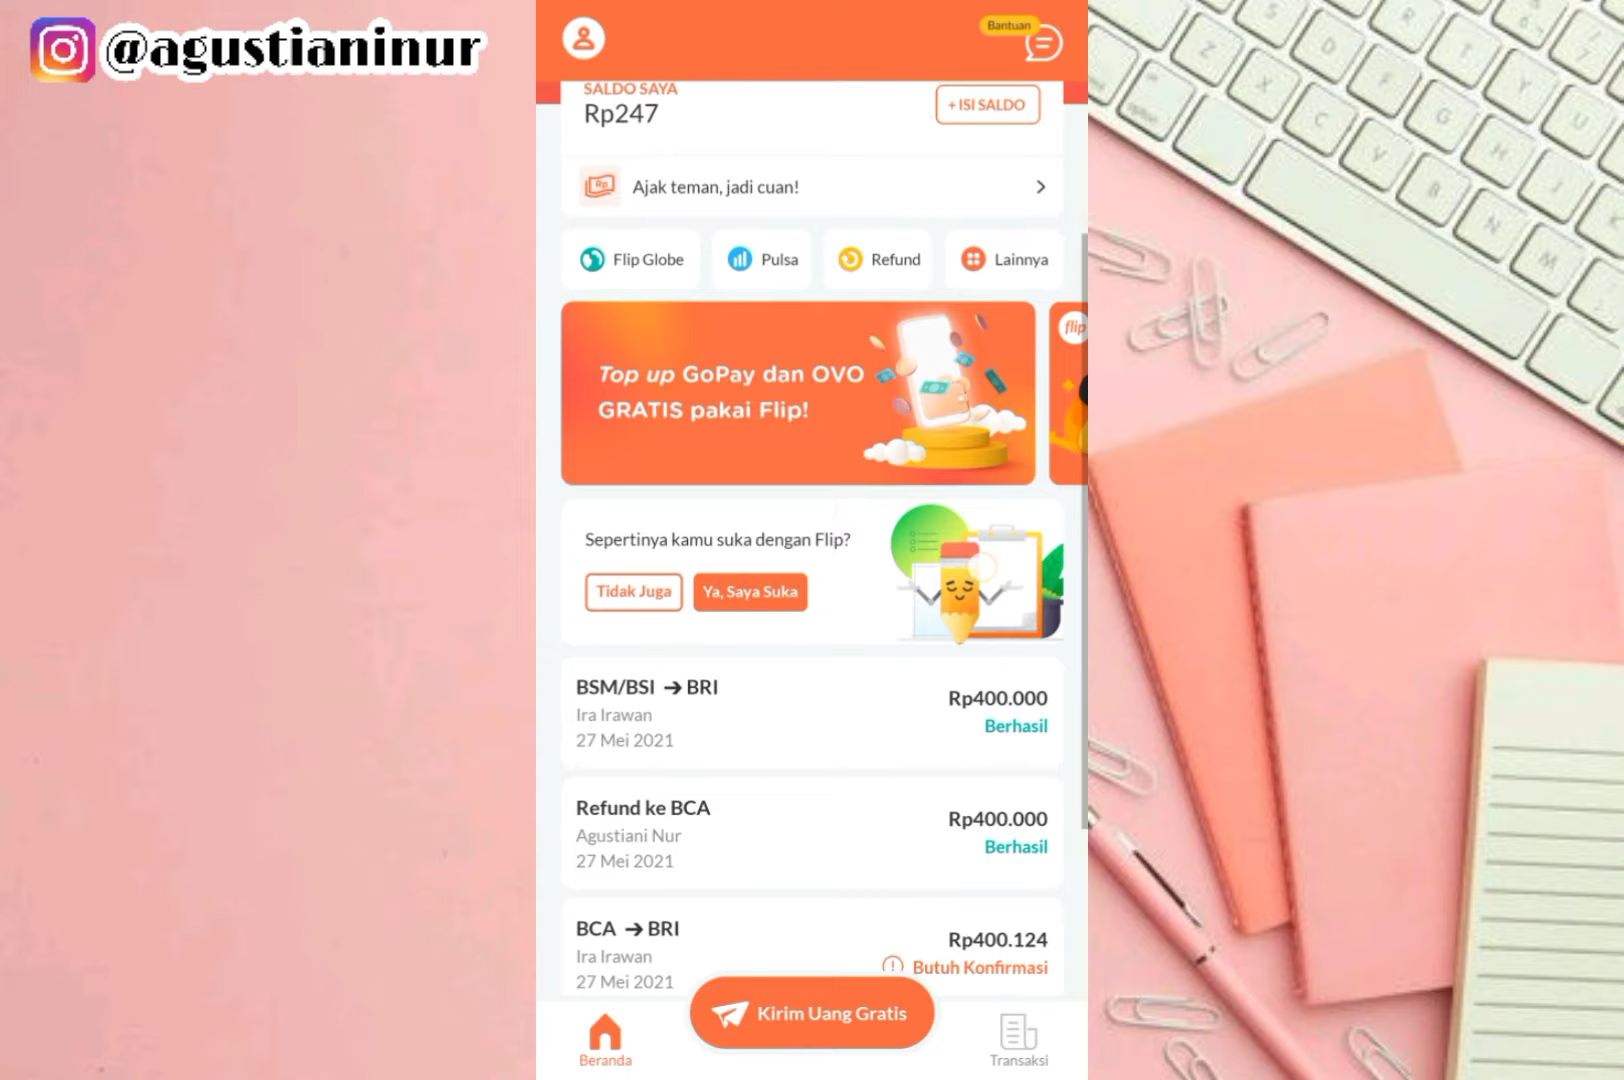 @agustianinur
Bantuan
SALDO SAYA
Rp247
+ ISI SALDO
Rp
Ajak teman, jadi cuan!
Flip Globe
Pulsa
Refund
Lainnya
Top up GoPay dan OVO
GRATIS pakai Flip!
flip
Sepertinya kamu suka dengan Flip?
Tidak Juga
Ya, Saya Suka
BSM/BSI → BRI
Rp400.000
Ira Irawan
Berhasil
27 Mei 2021
Refund ke BCA
Rp400.000
Agustiani Nur
Berhasil
27 Mei 2021
BCA → BRI
Rp400.124
Ira Irawan
Butuh Konfirmasi
27 Mei 2021
Kirim Uang Gratis
Beranda
Transaksi